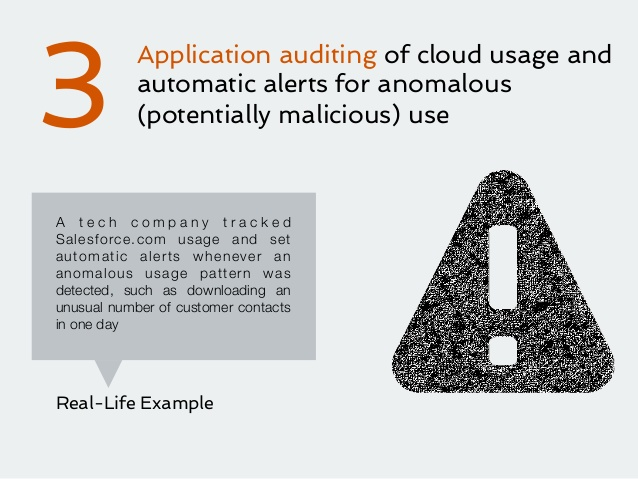 3
Application auditing of cloud usage and
automatic alerts for anomalous
(potentially malicious) use
A tech company tracked
Salesforce.com usage and set
automatic alerts whenever an
anomalous usage pattern was
detected, such as downloading an
unusual number of customer contacts
in one day
Real-Life Example